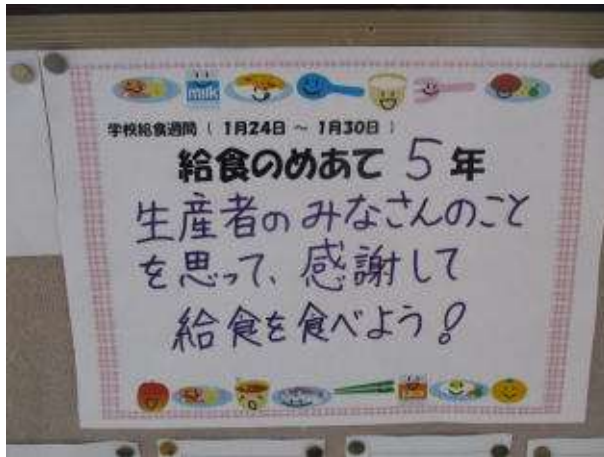 milk
学校給食週間（1月24日 ～ 1月30日）
給食のめあて 5年
生産者のみなさんのこと
を思って、感謝して
給食を食べよう！